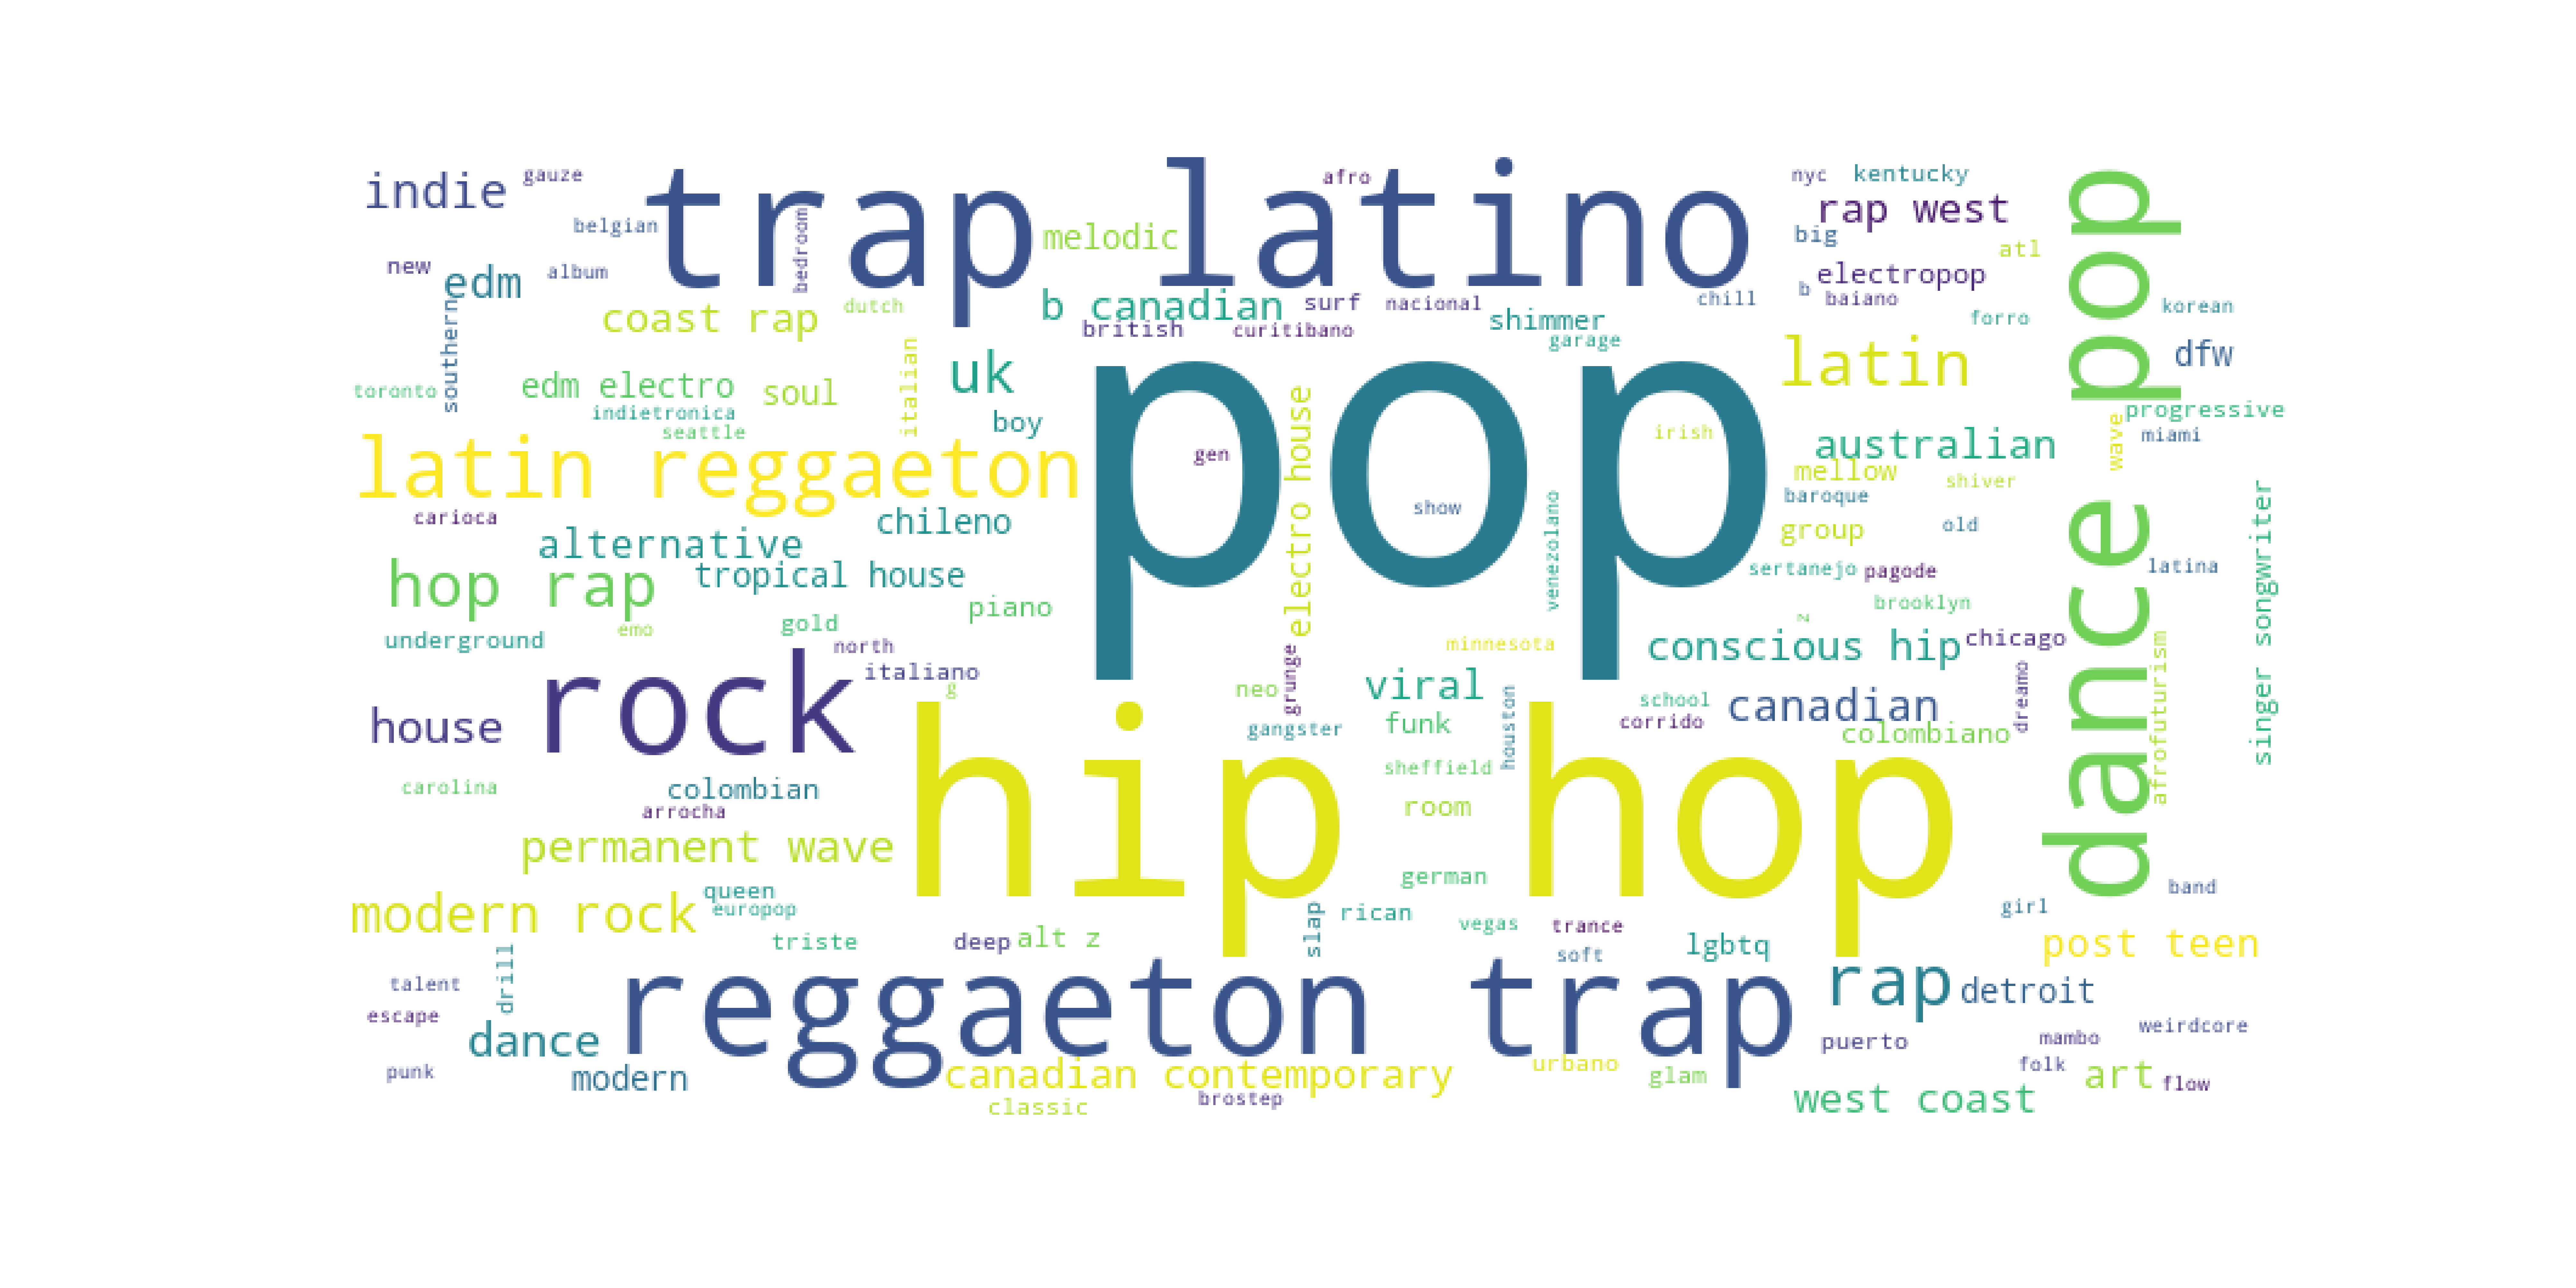 indie
gauze
trap latino
afro
nyc
kentucky
rap west
belgian
bedroom
melodic
big
atl
new
edm
album
electropop
dance pop
southern
coast rap
dutch
b canadian
surf
nacional
chill
b
baiano
korean
british
curitibano
shimmer
garage
forro
toronto
edm electro
soul
italian
uk
pop
latin
dfw
indietronica
seattle
boy
irish
australian
wave
progressive
miami
latin reggaeton
gen
electro house
show
mellow
shiver
baroque
carioca
chileno
venezolano
group
old
singer songwriter
alternative
hop rap
tropical house
sertanejo
pagode
latina
piano
brooklyn
underground
emo
gold
north
minnesota
z
conscious hip
chicago
rock
italiano
g
neo
grunge
viral
school
canadian
dreamo
afrofuturism
house
hip hop
gangster
funk
houston
corrido
colombiano
carolina
colombian
sheffield
arrocha
room
permanent wave
german
modern rock
queen
europop
slap
rican
vegas
trance
girl
band
triste
deep
alt z
soft
lgbtq
post teen
talent
drill
reggaeton trap
rap
detroit
escape
dance
puerto
mambo
weirdcore
punk
modern
canadian contemporary
urbano
glam
folk
art
flow
classic
brostep
west coast